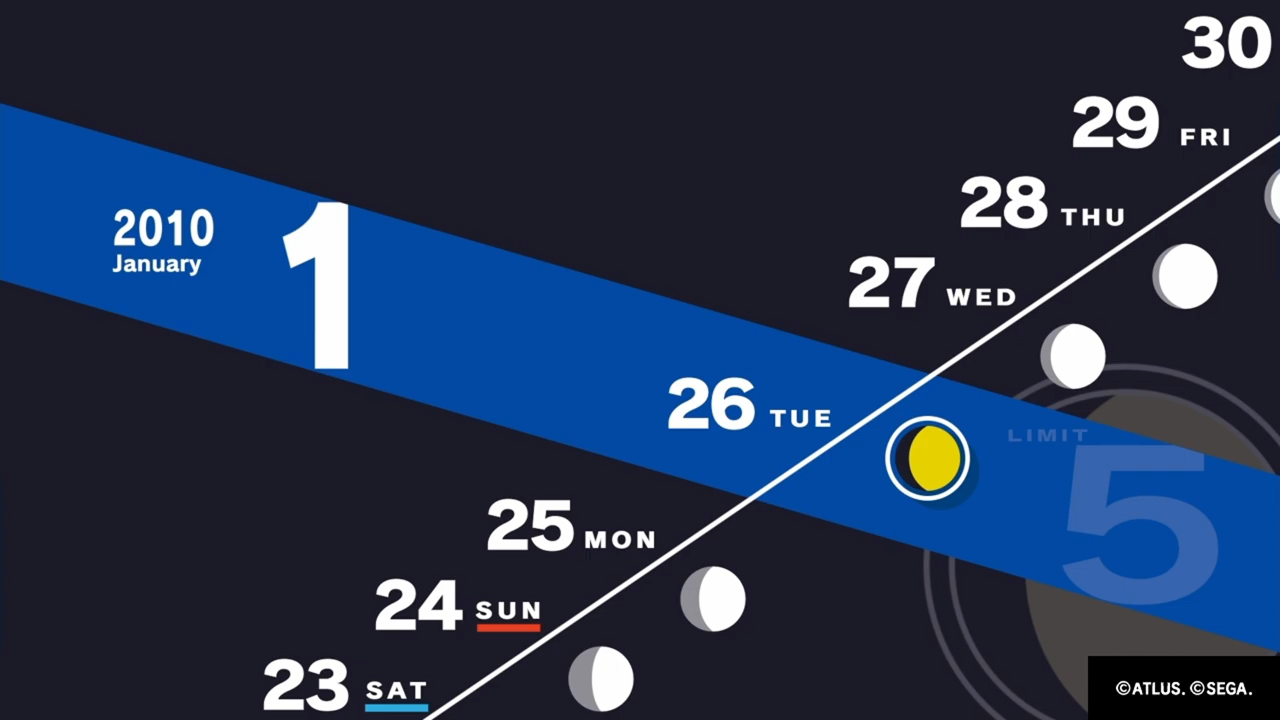 30
29 FRI
28 THU
2010
January
1
27 WED
26 TUE
LIMIT
5
25 MON
24 SUN
23 SAT
©ATLUS. ©SEGA.